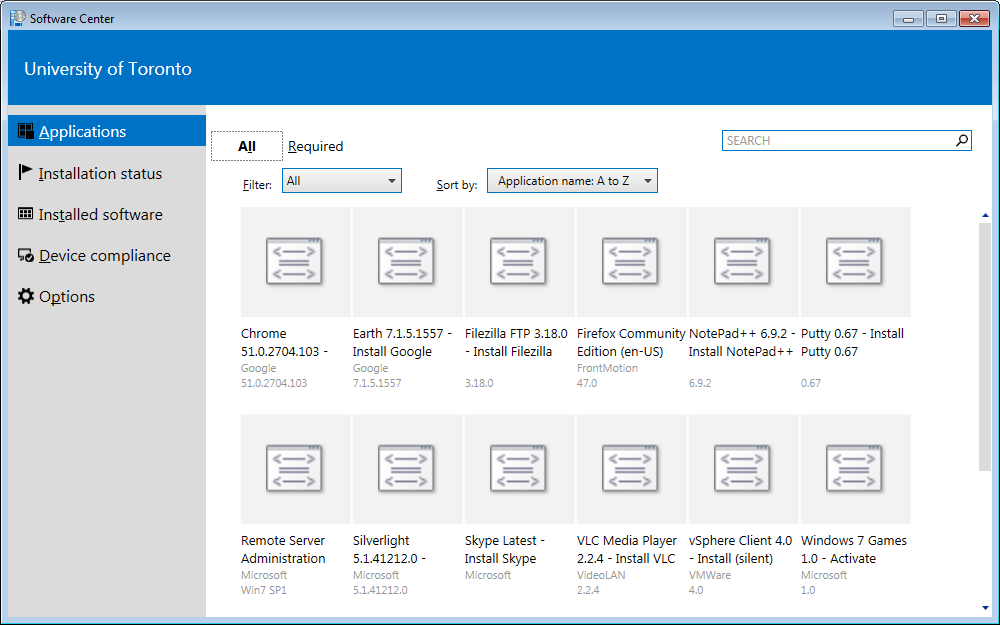 Software Center
University of Toronto
Applications
Installation status
Installed software
Device compliance
Options
All Required
SEARCH
Filter: All Sort by: Application name: A to Z
Chrome
51.0.2704.103 -
Google
51.0.2704.103
Earth 7.1.5.1557 -
Install Google
Google
7.1.5.1557
Filezilla FTP 3.18.0
- Install Filezilla
3.18.0
Firefox Community
Edition (en-US)
FrontMotion
47.0
NotePad++ 6.9.2 -
Install NotePad++
6.9.2
Putty 0.67 - Install
Putty 0.67
0.67
Remote Server
Administration
Microsoft
Win7 SP1
Silverlight
5.1.41212.0 -
Microsoft
5.1.41212.0
Skype Latest -
Install Skype
Microsoft
VLC Media Player
2.2.4 - Install VLC
VideoLAN
2.2.4
vSphere Client 4.0
- Install (silent)
VMWare
4.0
Windows 7 Games
1.0 - Activate
Microsoft
1.0